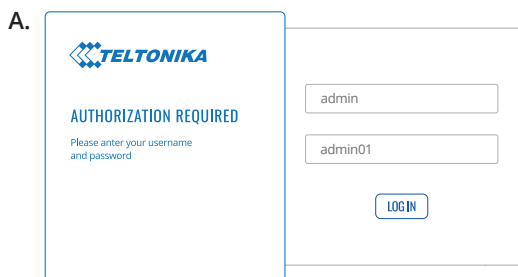 A.
TELTONIKA
AUTHORIZATION REQUIRED
Please anter your username
and password
admin
admin01
LOG IN